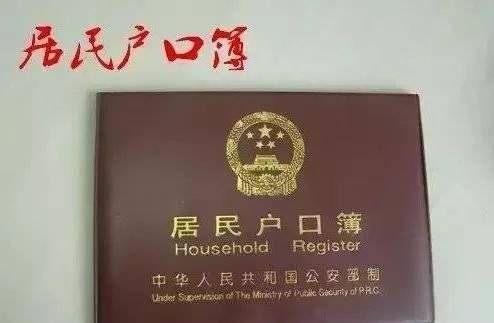 居民户口簿
居民户口簿
Household Register
中华人民共和国公安部制
Under Supervision of The Ministry of Public Security of P.R.C.